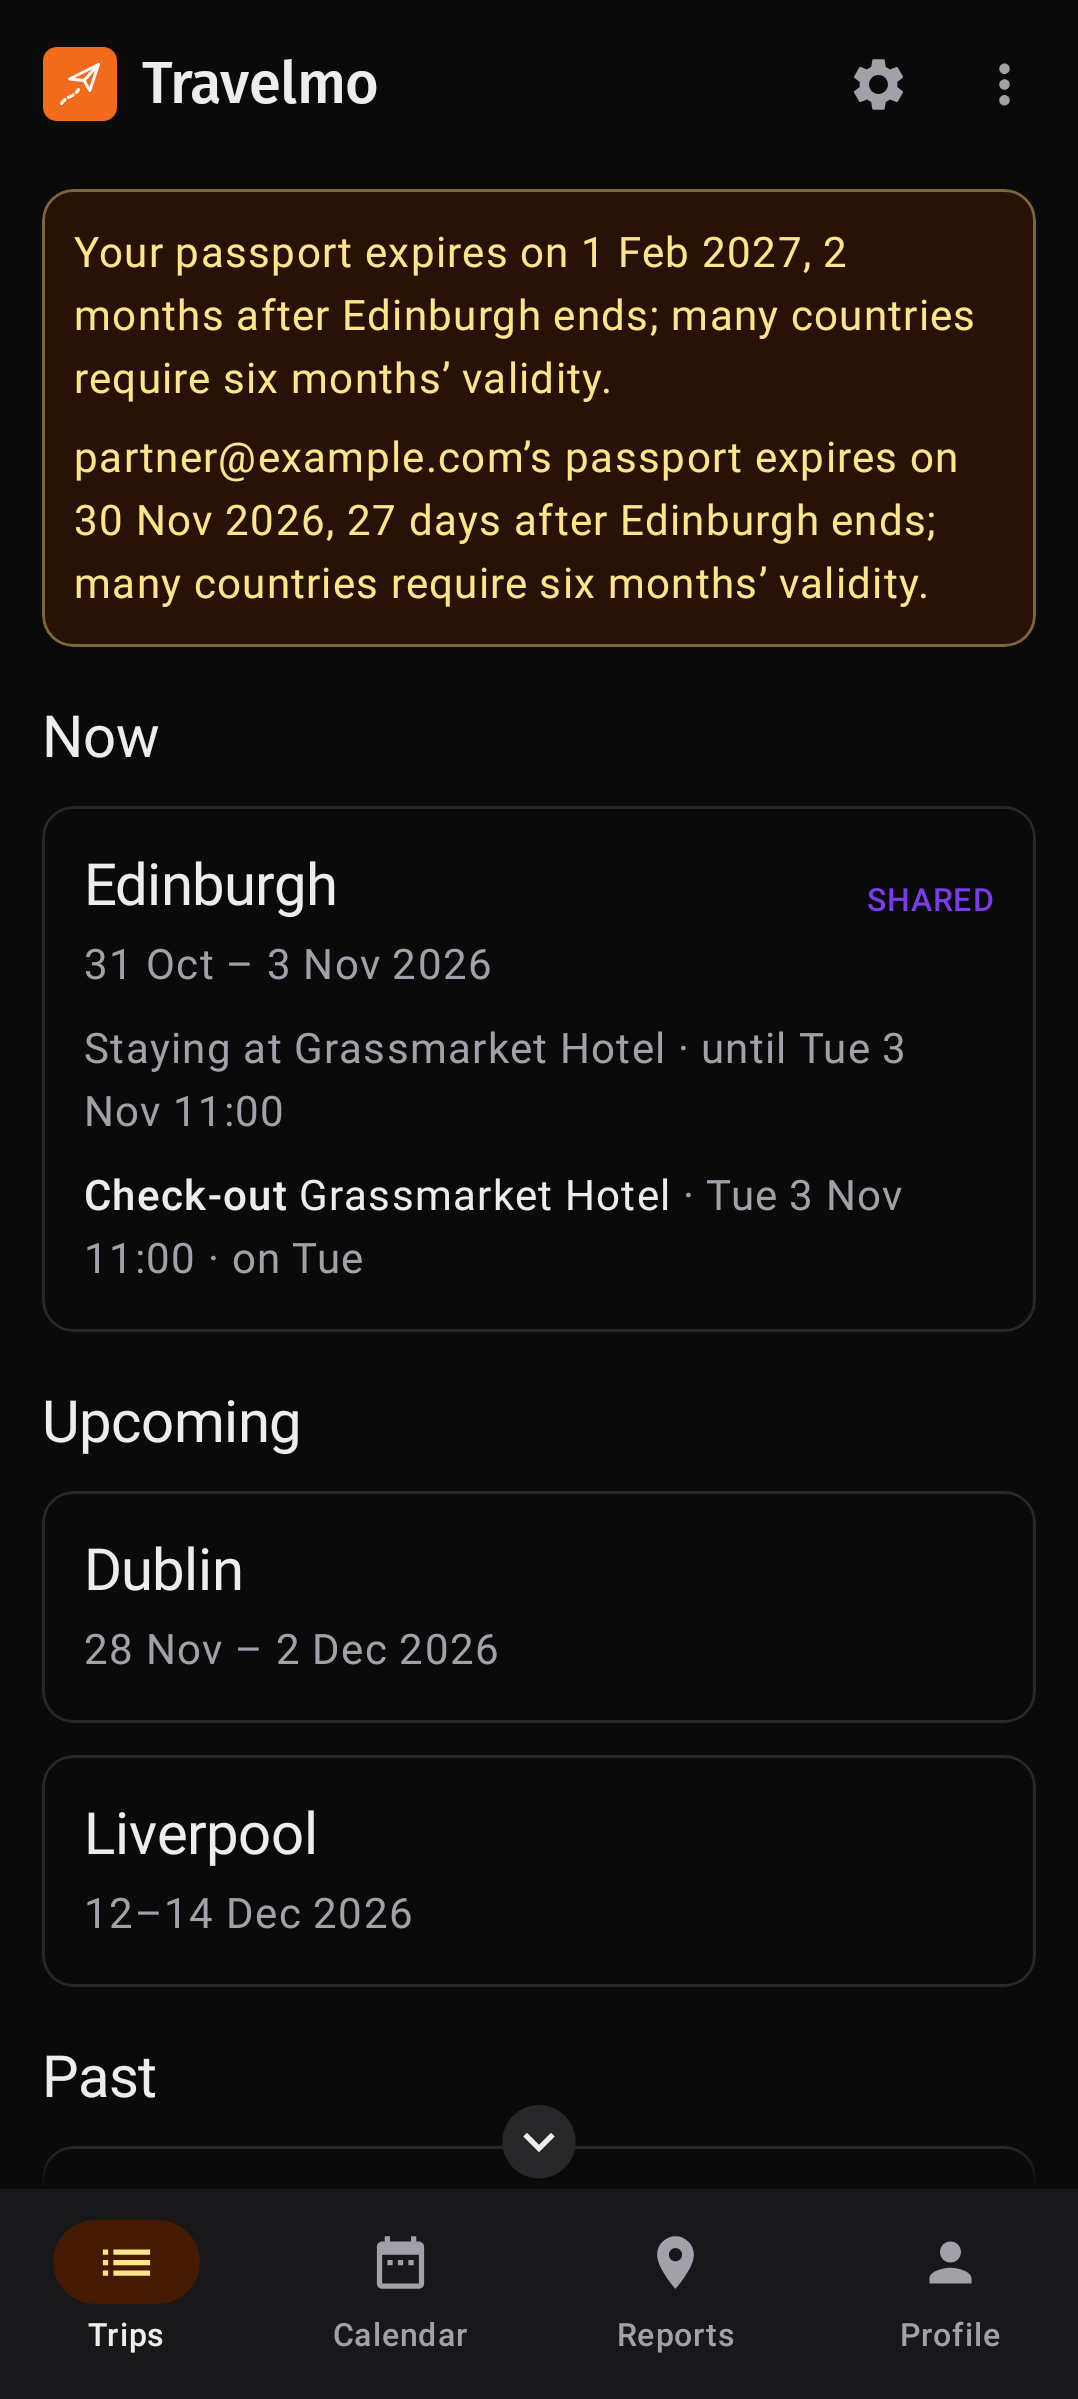 Travelmo
Your passport expires on 1 Feb 2027, 2
months after Edinburgh ends; many countries
require six months’ validity.
partner@example.com’s passport expires on
30 Nov 2026, 27 days after Edinburgh ends;
many countries require six months’ validity.
Now
Edinburgh
SHARED
31 Oct – 3 Nov 2026
Staying at Grassmarket Hotel · until Tue 3
Nov 11:00
Check-out Grassmarket Hotel · Tue 3 Nov
11:00 · on Tue
Upcoming
Dublin
28 Nov – 2 Dec 2026
Liverpool
12–14 Dec 2026
Past
Trips
Calendar
Reports
Profile